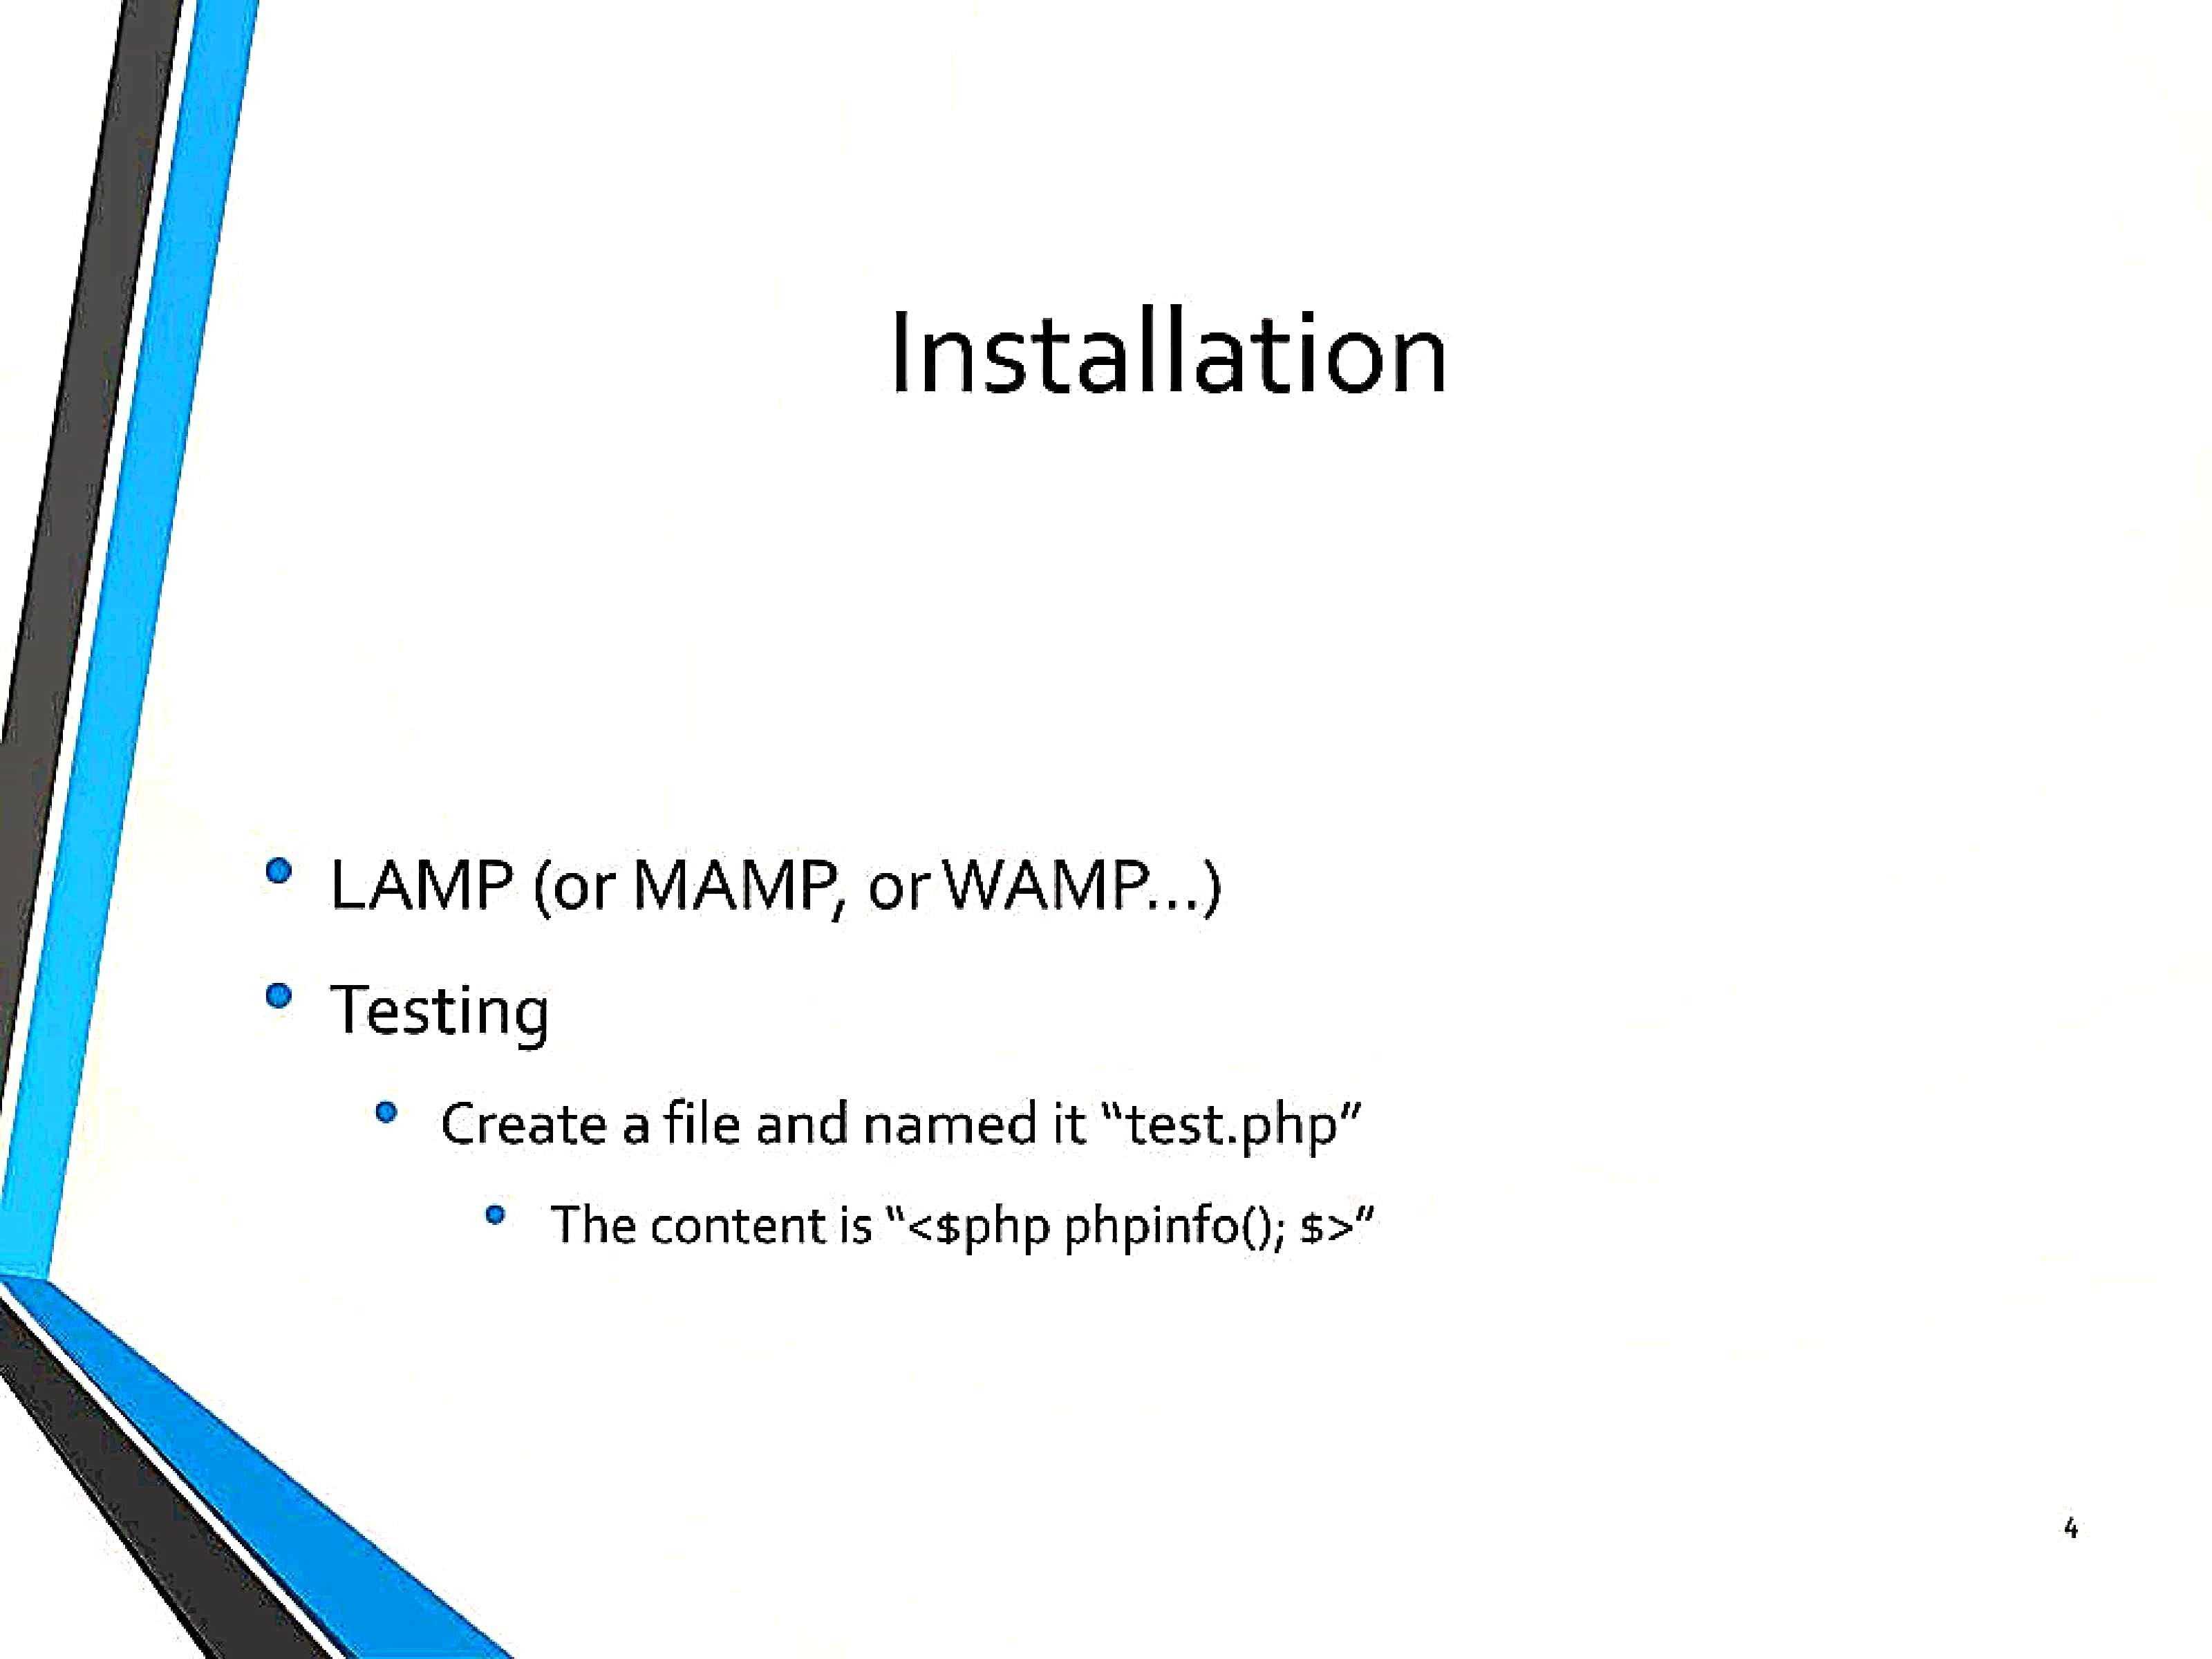 Installation
• LAMP (or MAMP, or WAMP…)
• Testing
• Create a file and named it “test.php”
• The content is “<$php phpinfo(); $>”
4